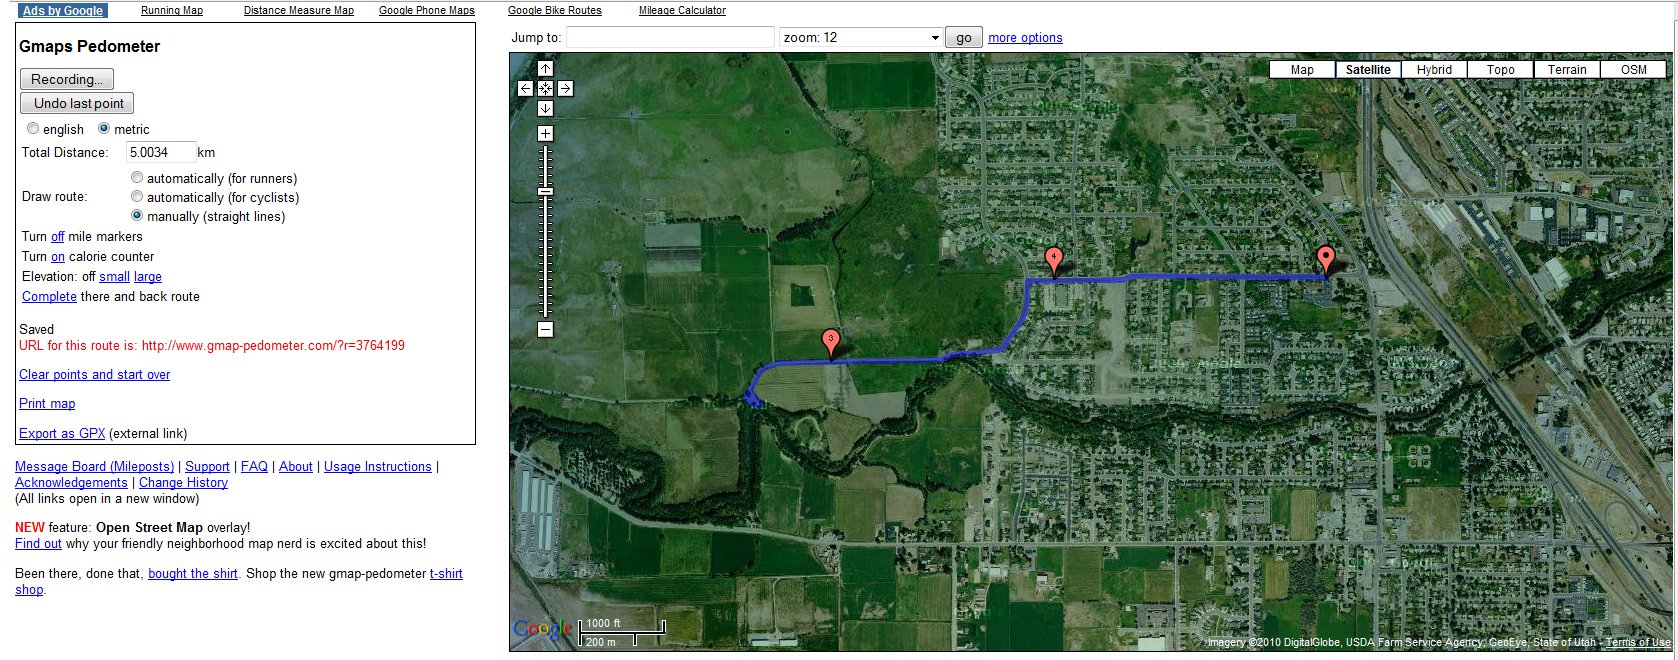 Ads by Google Running Map Distance Measure Map Google Phone Maps Google Bike Routes Mileage Calculator
Gmaps Pedometer
Recording...
Undo last point
english metric
Total Distance: 5.0034 km
Draw route:
automatically (for runners)
automatically (for cyclists)
manually (straight lines)
Turn off mile markers
Turn on calorie counter
Elevation: off small large
Complete there and back route
Saved
URL for this route is: http://www.gmap-pedometer.com/?r=3764199
Clear points and start over
Print map
Export as GPX (external link)
Message Board (Mileposts) | Support | FAQ | About | Usage Instructions |
Acknowledgements | Change History
(All links open in a new window)
NEW feature: Open Street Map overlay!
Find out why your friendly neighborhood map nerd is excited about this!
Been there, done that, bought the shirt. Shop the new gmap-pedometer t-shirt
shop.
Jump to: zoom: 12 go more options
Map Satellite Hybrid Topo Terrain OSM
4
3
Google
1000 ft
200 m
Imagery ©2010 DigitalGlobe, USDA Farm Service Agency, GeoEye, State of Utah - Terms of Use